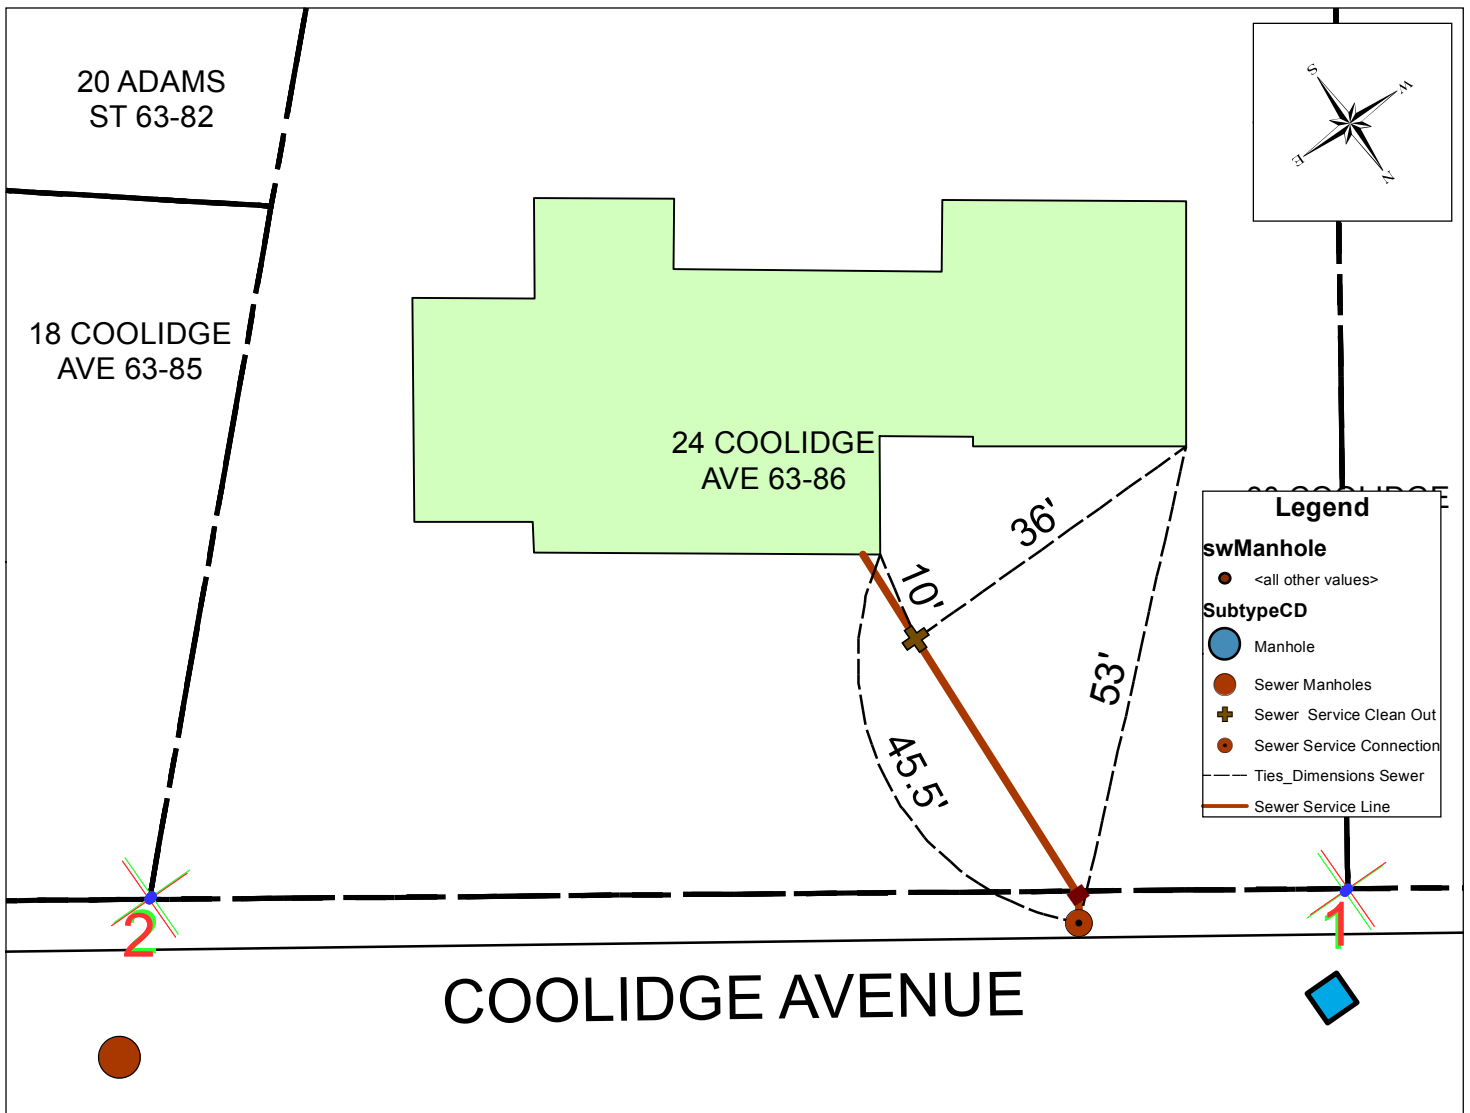 20 ADAMS
ST 63-82
S
W
E
N
18 COOLIDGE
AVE 63-85
24 COOLIDGE
AVE 63-86
36'
10'
53'
45.5'
COOLIDGE
Legend
swManhole
<all other values>
SubtypeCD
Manhole
Sewer Manholes
Sewer Service Clean Out
Sewer Service Connection
Ties_Dimensions Sewer
Sewer Service Line
2
1
COOLIDGE AVENUE